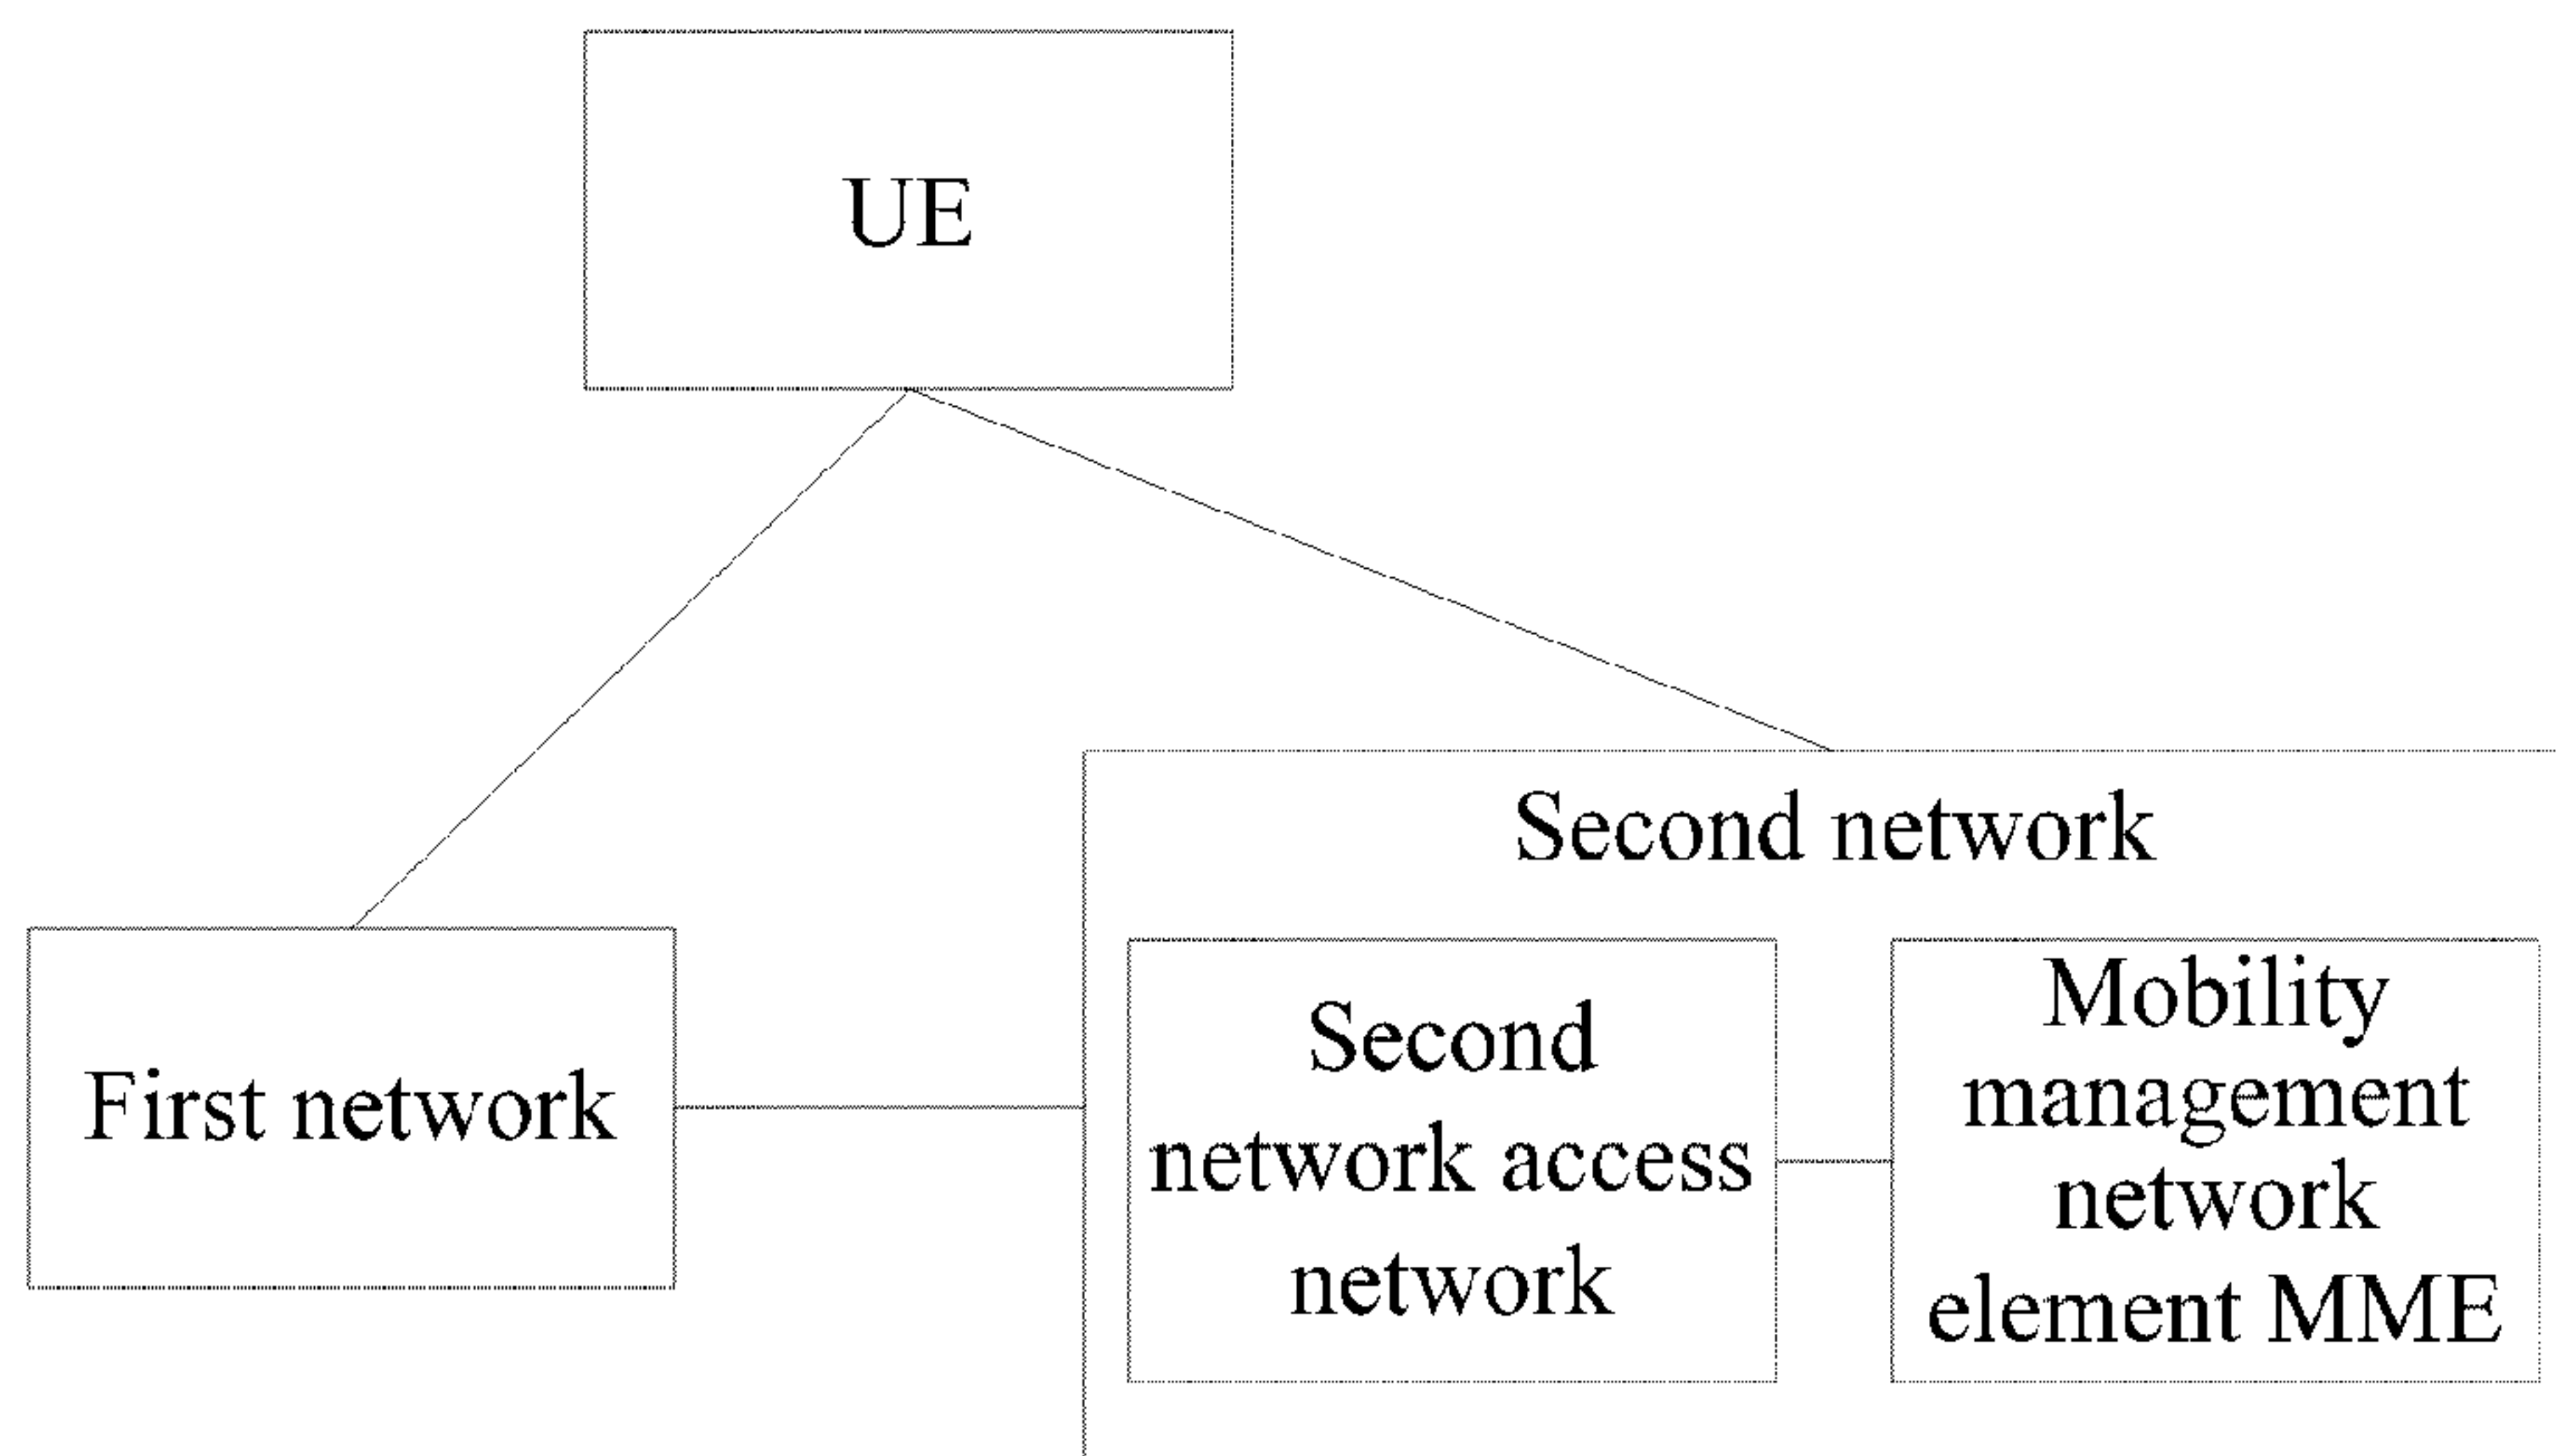 UE
Second network
First network
Second
network access
network
Mobility
management
network
element MME